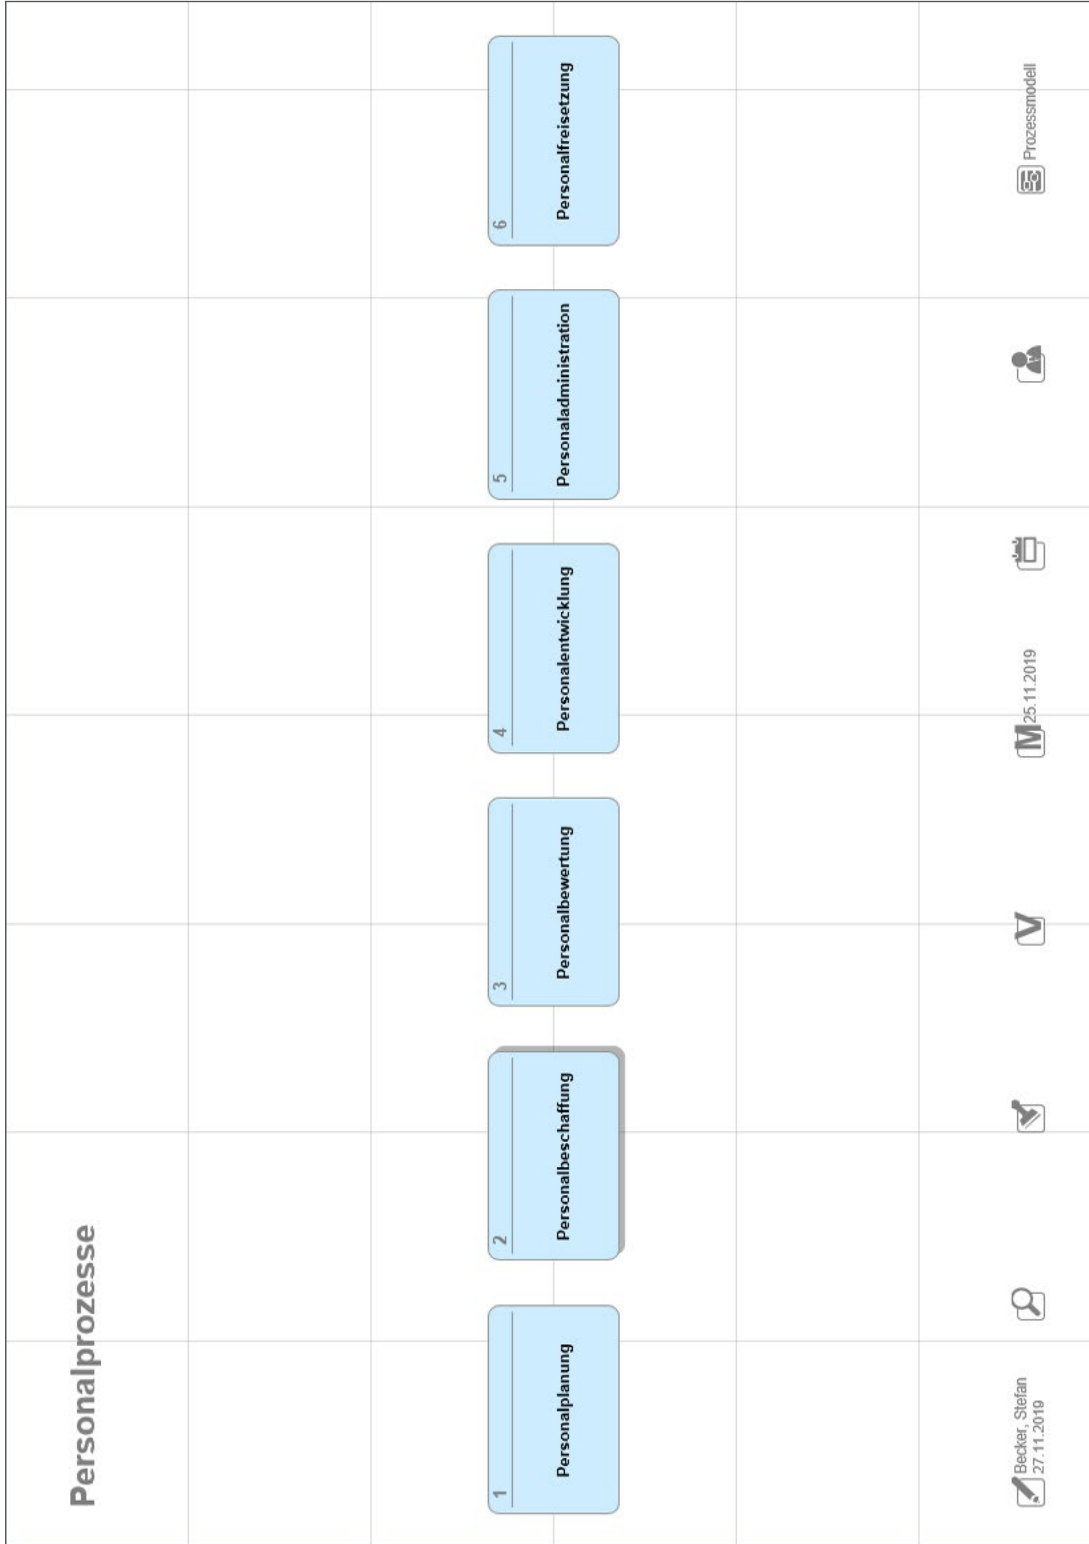 Personalprozesse
1
Personalplanung
2
Personalbeschaffung
3
Personalbewertung
4
Personalentwicklung
5
Personaladministration
6
Personalfreisetzung
Becker, Stefan
27.11.2019
V
M
25.11.2019
Prozessmodell